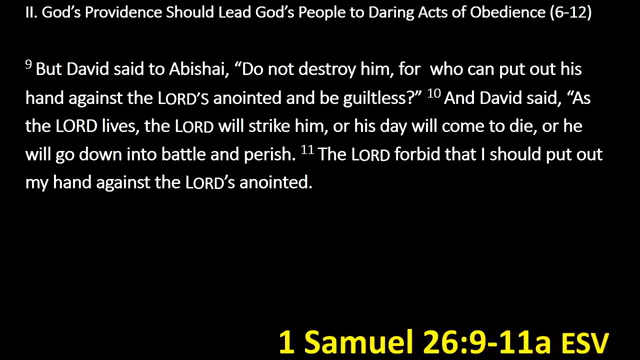 II. God's Providence Should Lead God's People to Daring Acts of Obedience (6-12)
9 But David said to Abishai, “Do not destroy him, for who can put out his
hand against the LORD'S anointed and be guiltless?” 10 And David said, “As
the LORD lives, the LORD will strike him, or his day will come to die, or he
will go down into battle and perish. 11 The LORD forbid that I should put out
my hand against the LORD's anointed.
1 Samuel 26:9-11a ESV